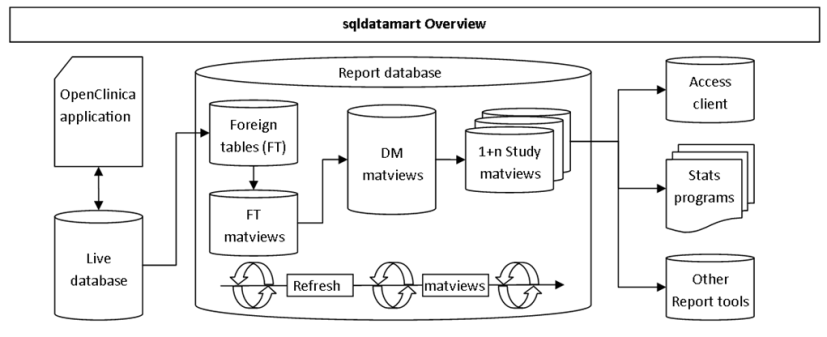 sqldatamart Overview
OpenClinica
application
Live
database
Report database
Foreign
tables (FT)
FT
matviews
DM
matviews
1+n Study
matviews
Refresh
matviews
Access
client
Stats
programs
Other
Report tools